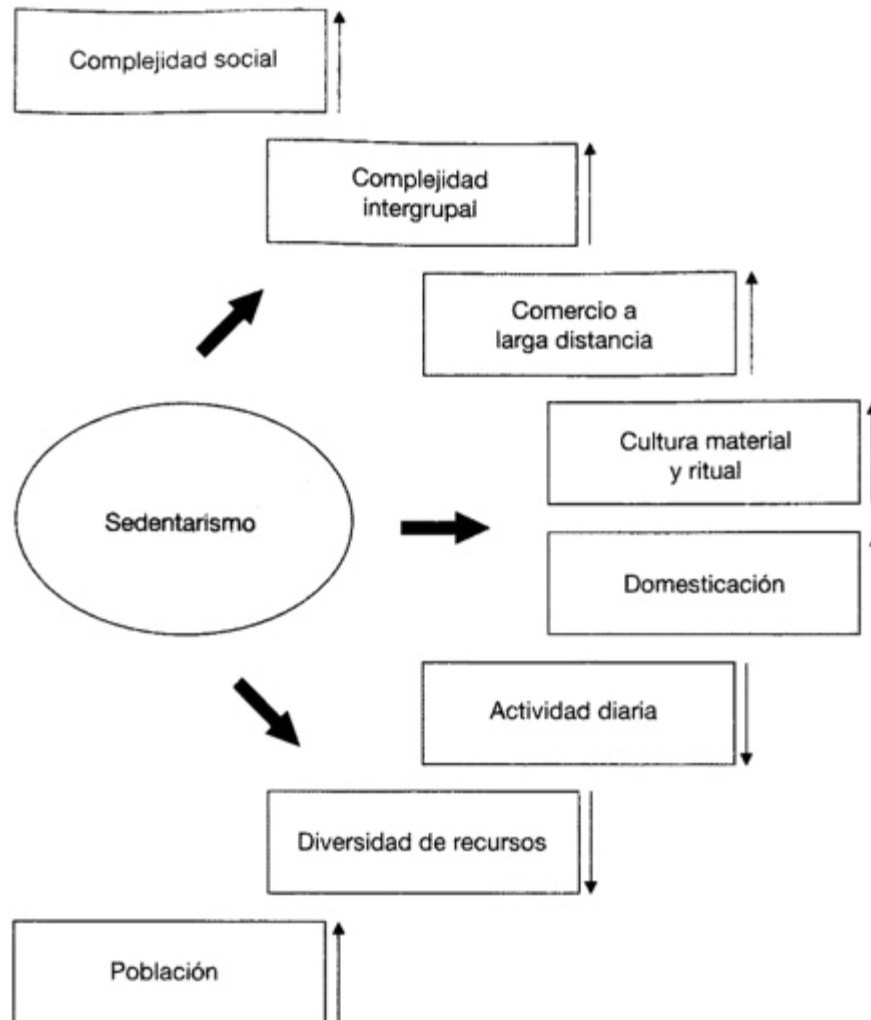 Complejidad social
Complejidad
intergrupal
Comercio a
larga distancia
Cultura material
y ritual
Sedentarismo
Domesticación
Actividad diaria
Diversidad de recursos
Población